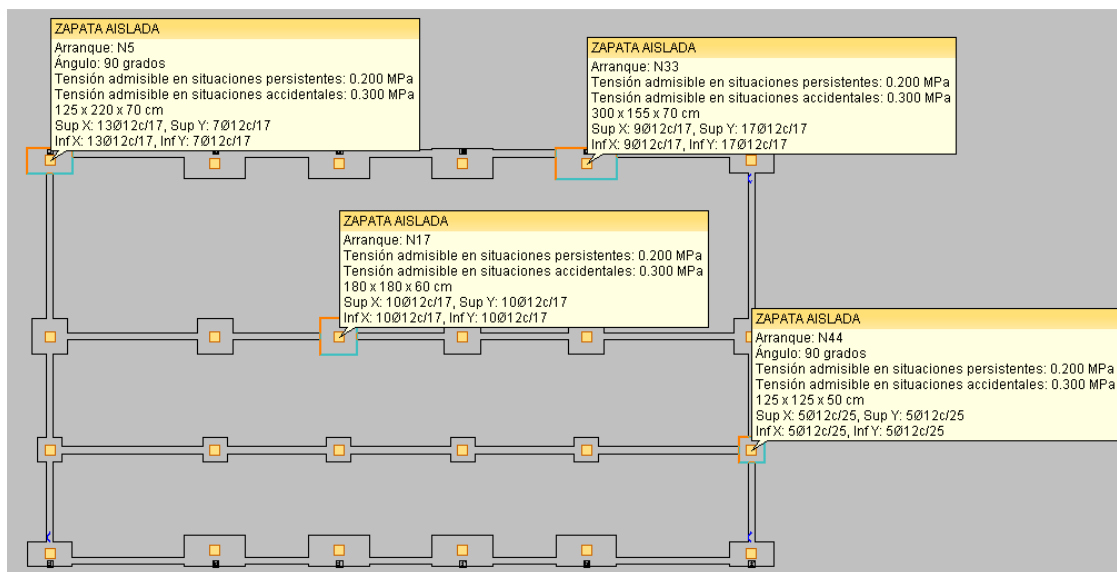 ZAPATA AISLADA
Arranque: N5
Ángulo: 90 grados
Tensión admisible en situaciones persistentes: 0.200 MPa
Tensión admisible en situaciones accidentales: 0.300 MPa
125 x 220 x 70 cm
Sup X: 13Ø12c/17, Sup Y: 7Ø12c/17
Inf X: 13Ø12c/17, Inf Y: 7Ø12c/17
ZAPATA AISLADA
Arranque: N33
Tensión admisible en situaciones persistentes: 0.200 MPa
Tensión admisible en situaciones accidentales: 0.300 MPa
300 x 155 x 70 cm
Sup X: 9Ø12c/17, Sup Y: 17Ø12c/17
Inf X: 9Ø12c/17, Inf Y: 17Ø12c/17
ZAPATA AISLADA
Arranque: N17
Tensión admisible en situaciones persistentes: 0.200 MPa
Tensión admisible en situaciones accidentales: 0.300 MPa
180 x 180 x 60 cm
Sup X: 10Ø12c/17, Sup Y: 10Ø12c/17
Inf X: 10Ø12c/17, Inf Y: 10Ø12c/17
ZAPATA AISLADA
Arranque: N44
Ángulo: 90 grados
Tensión admisible en situaciones persistentes: 0.200 MPa
Tensión admisible en situaciones accidentales: 0.300 MPa
125 x 125 x 50 cm
Sup X: 5Ø12c/25, Sup Y: 5Ø12c/25
Inf X: 5Ø12c/25, Inf Y: 5Ø12c/25